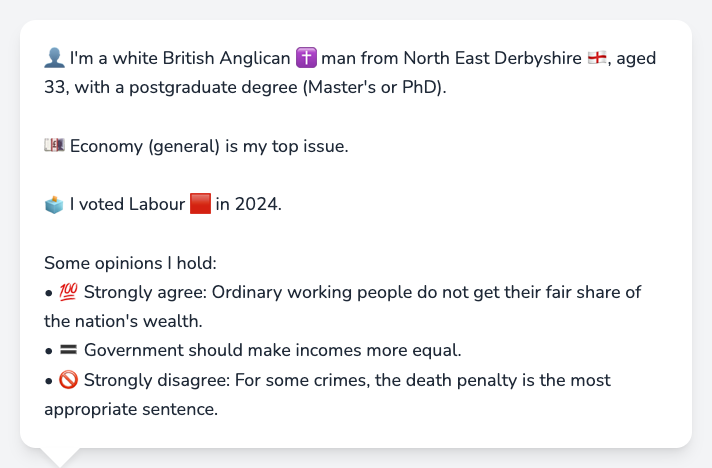 👤 I'm a white British Anglican ✝️ man from North East Derbyshire 🏴󠁧󠁢󠁥󠁮󠁧󠁿, aged
33, with a postgraduate degree (Master's or PhD).
💷 Economy (general) is my top issue.
🗳️ I voted Labour 🟥 in 2024.
Some opinions I hold:
• 💯 Strongly agree: Ordinary working people do not get their fair share of
the nation's wealth.
• 🟰 Government should make incomes more equal.
• 🚫 Strongly disagree: For some crimes, the death penalty is the most
appropriate sentence.